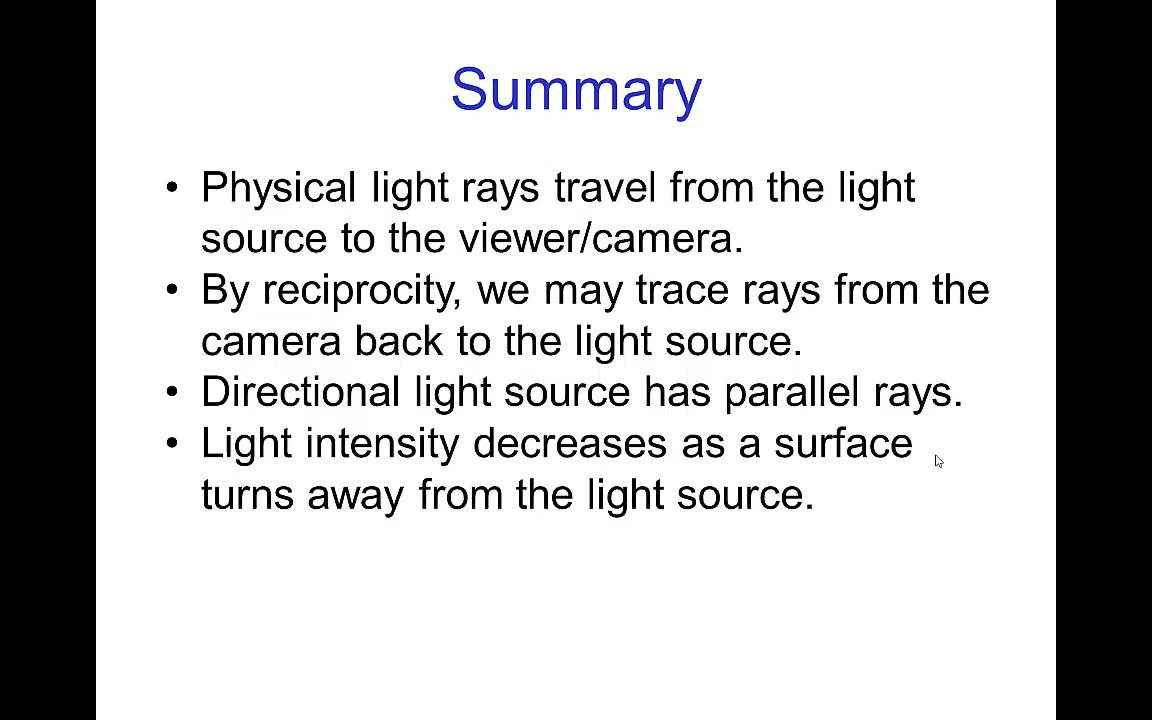 Summary
• Physical light rays travel from the light
source to the viewer/camera.
• By reciprocity, we may trace rays from the
camera back to the light source.
• Directional light source has parallel rays.
• Light intensity decreases as a surface
turns away from the light source.